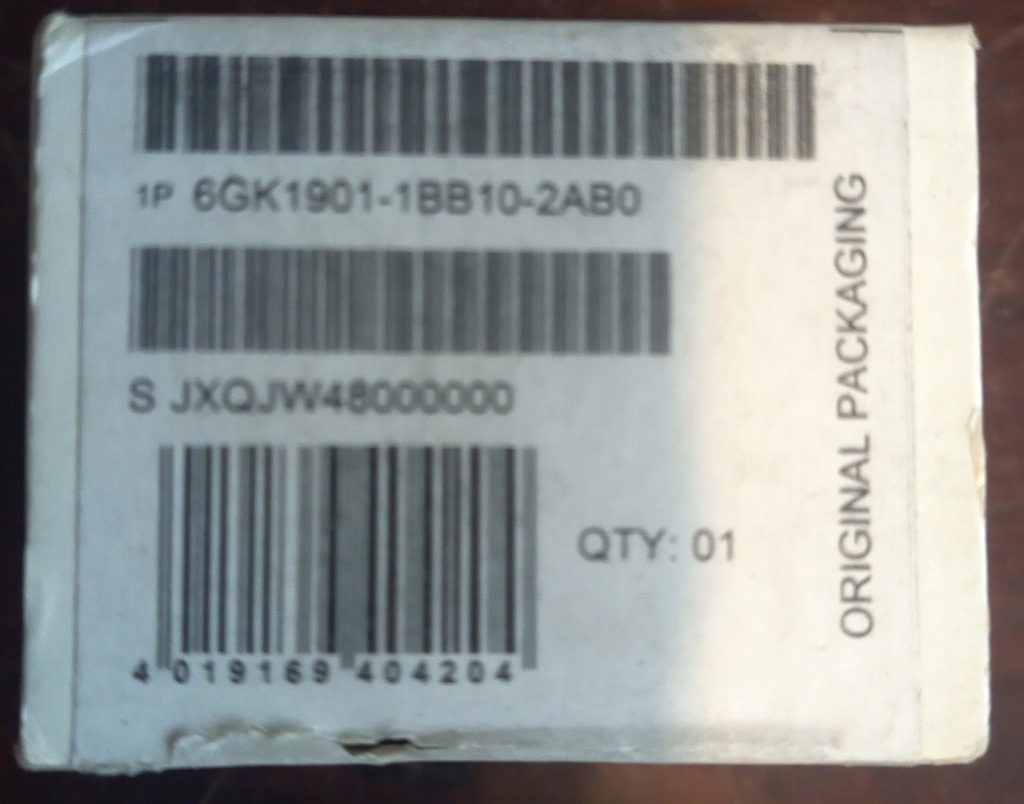 1P 6GK1901-1BB10-2AB0
S JXQJW48000000
QTY: 01
4 019169 404204
ORIGINAL PACKAGING